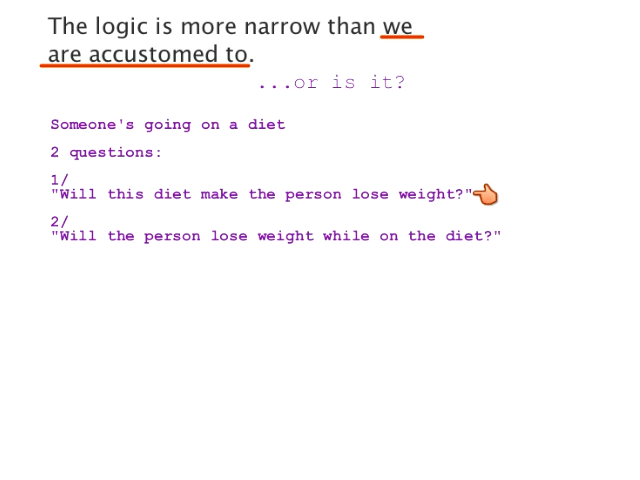 The logic is more narrow than we
are accustomed to.
...or is it?
Someone's going on a diet
2 questions:
1/
"Will this diet make the person lose weight?"
2/
"Will the person lose weight while on the diet?"